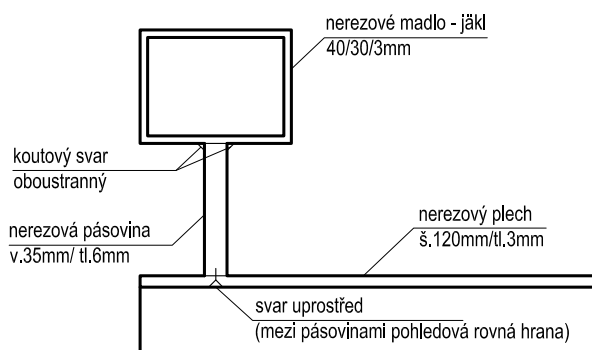 nerezové madlo - jäkl
40/30/3mm
koutový svar
oboustranný
nerezová pásovina
v.35mm/ tl.6mm
nerezový plech
š.120mm/tl.3mm
svar uprostřed
(mezi pásovinami pohledová rovná hrana)